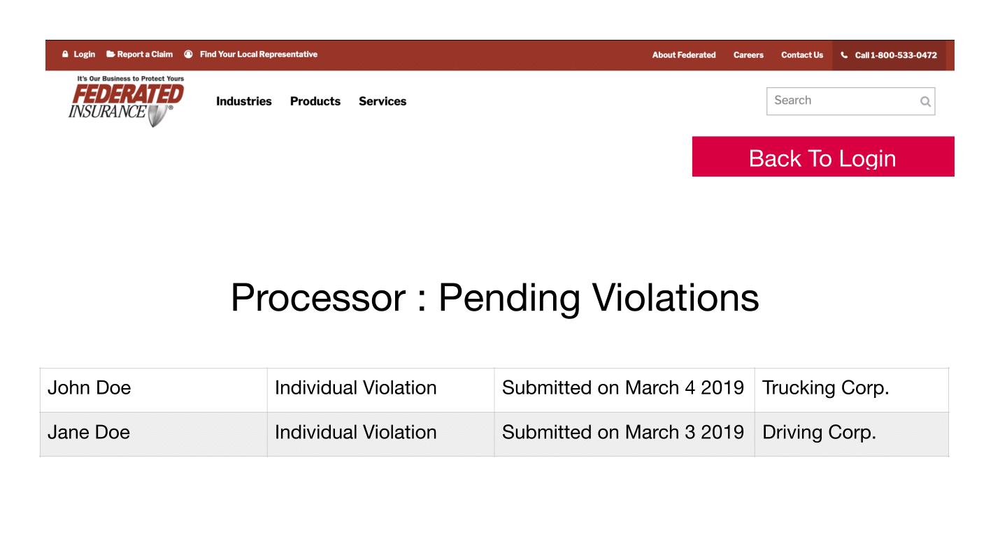 Login Report a Claim Find Your Local Representative About Federated Careers Contact Us Call 1-800-533-0472
It's Our Business to Protect Yours
FEDERATED
INSURANCE®
Industries Products Services Search
Back To Login
Processor : Pending Violations
John Doe Individual Violation Submitted on March 4 2019 Trucking Corp.
Jane Doe Individual Violation Submitted on March 3 2019 Driving Corp.